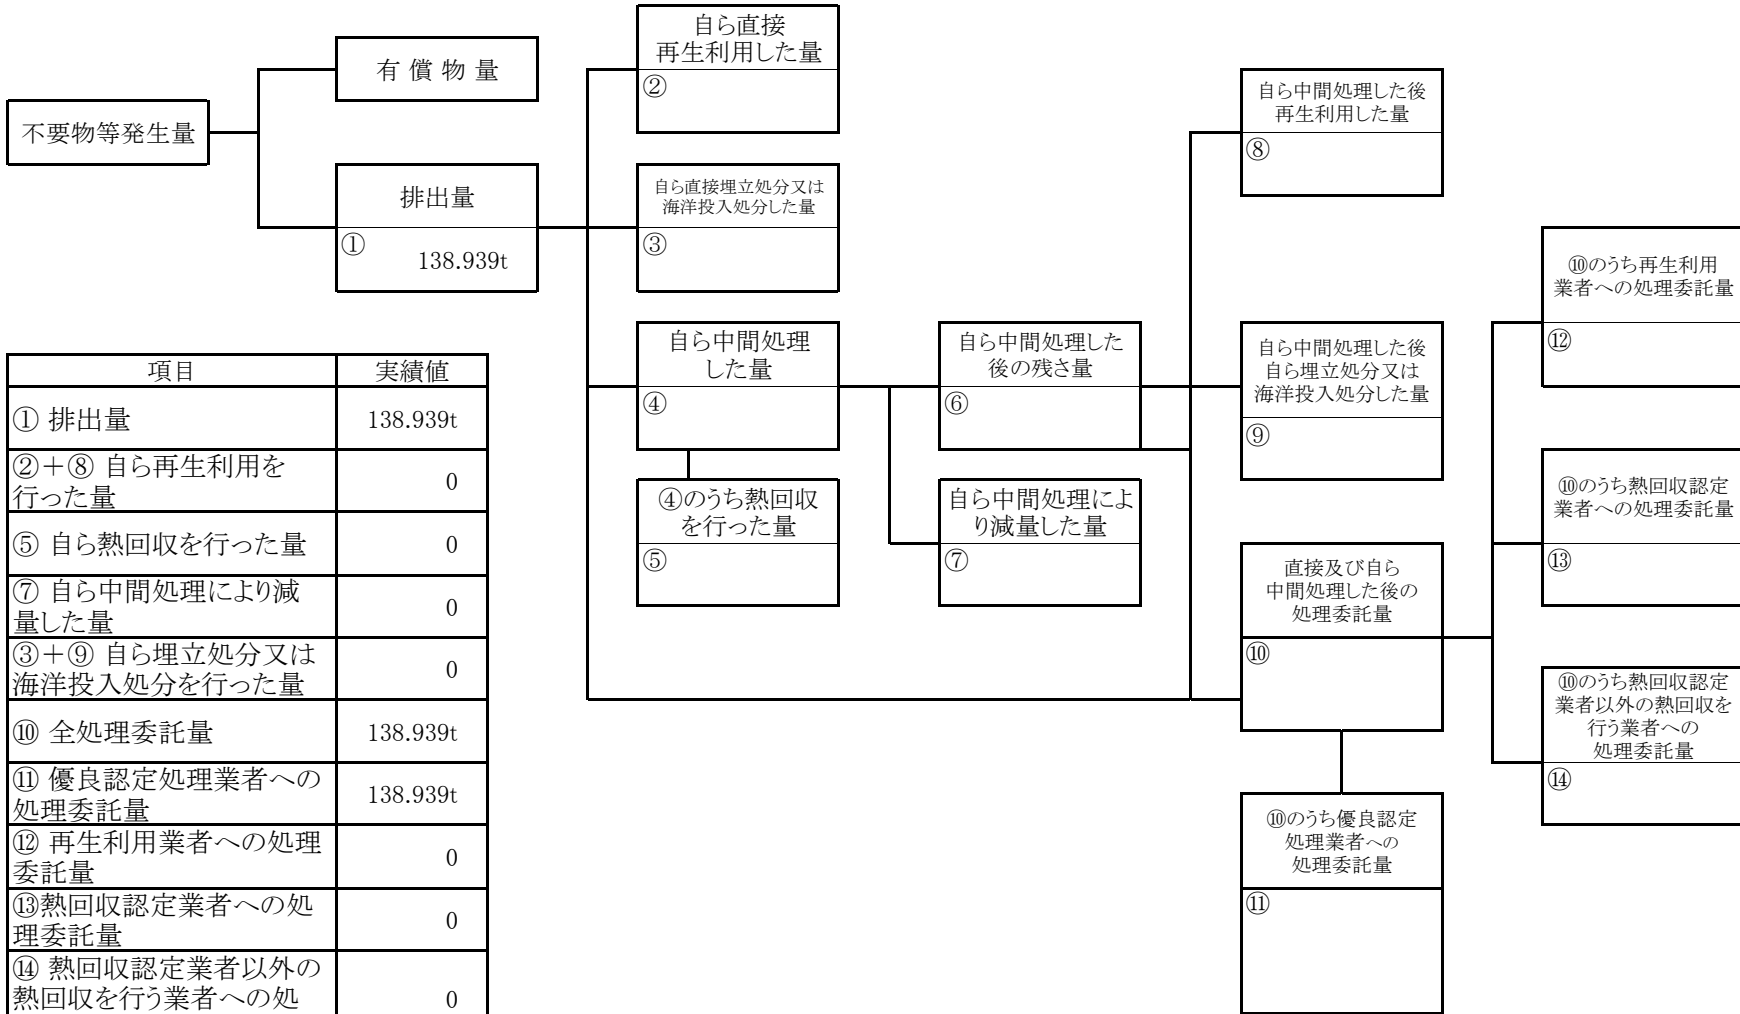 不要物等発生量
有 償 物 量
排出量
①
138.939t
自ら直接
再生利用した量
②
自ら直接埋立処分又は
海洋投入処分した量
③
自ら中間処理
した量
④
④のうち熱回収
を行った量
⑤
自ら中間処理した
後の残さ量
⑥
自ら中間処理によ
り減量した量
⑦
自ら中間処理した後
再生利用した量
⑧
自ら中間処理した後
自ら埋立処分又は
海洋投入処分した量
⑨
直接及び自ら
中間処理した後の
処理委託量
⑩
⑩のうち優良認定
処理業者への
処理委託量
⑪
⑩のうち再生利用
業者への処理委託量
⑫
⑩のうち熱回収認定
業者への処理委託量
⑬
⑩のうち熱回収認定
業者以外の熱回収を
行う業者への
処理委託量
⑭
項目 実績値
① 排出量 138.939t
②＋⑧ 自ら再生利用を
行った量 0
⑤ 自ら熱回収を行った量 0
⑦ 自ら中間処理により減
量した量 0
③＋⑨ 自ら埋立処分又は
海洋投入処分を行った量 0
⑩ 全処理委託量 138.939t
⑪ 優良認定処理業者への
処理委託量 138.939t
⑫ 再生利用業者への処理
委託量 0
⑬熱回収認定業者への処
理委託量 0
⑭ 熱回収認定業者以外の
熱回収を行う業者への処 0